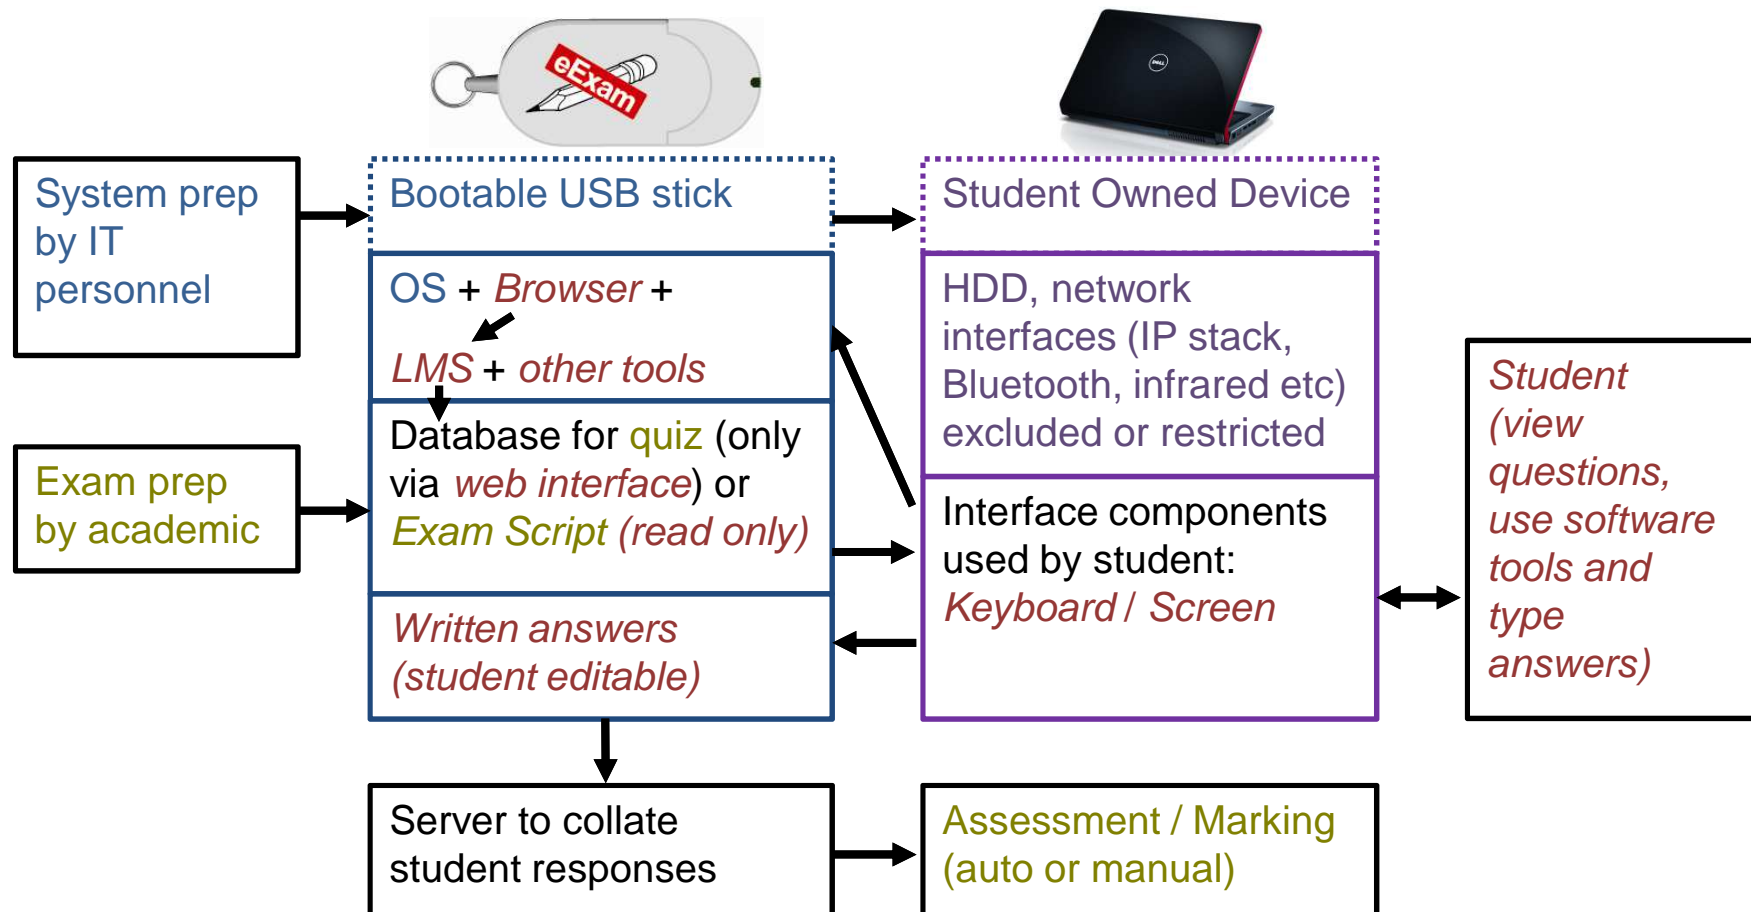 eExam
DELL
System prep
by IT
personnel
Bootable USB stick
Student Owned Device
OS + Browser +
LMS + other tools
HDD, network
interfaces (IP stack,
Bluetooth, infrared etc)
excluded or restricted
Exam prep
by academic
Database for quiz (only
via web interface) or
Exam Script (read only)
Written answers
(student editable)
Interface components
used by student:
Keyboard / Screen
Student
(view
questions,
use software
tools and
type
answers)
Server to collate
student responses
Assessment / Marking
(auto or manual)